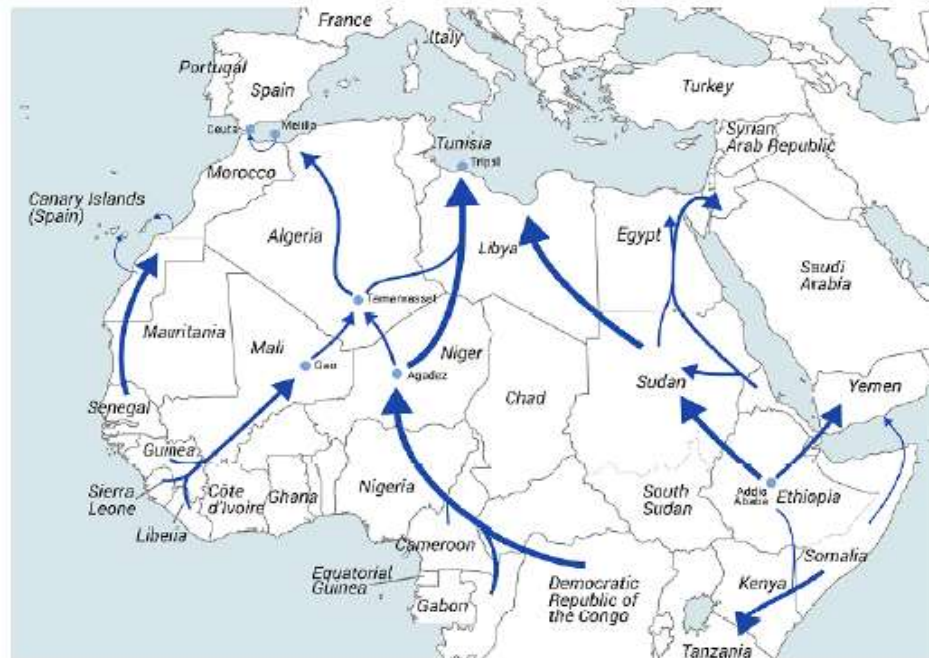 France
Italy
Portugal
Spain
Turkey
Ceuta
Melilla
Tunisia
Syrian
Arab Republic
Morocco
Tripoli
Canary Islands
(Spain)
Algeria
Libya
Egypt
Saudi
Arabia
Tamanrasset
Mauritania
Mali
Gao
Agadez
Niger
Chad
Sudan
Yemen
Senegal
Guinea
Sierra
Leone
Côte
d'Ivoire
Ghana
Nigeria
South
Sudan
Addis
Ababa
Ethiopia
Liberia
Cameroon
Somalia
Equatorial
Guinea
Gabon
Democratic
Republic of
the Congo
Kenya
Tanzania